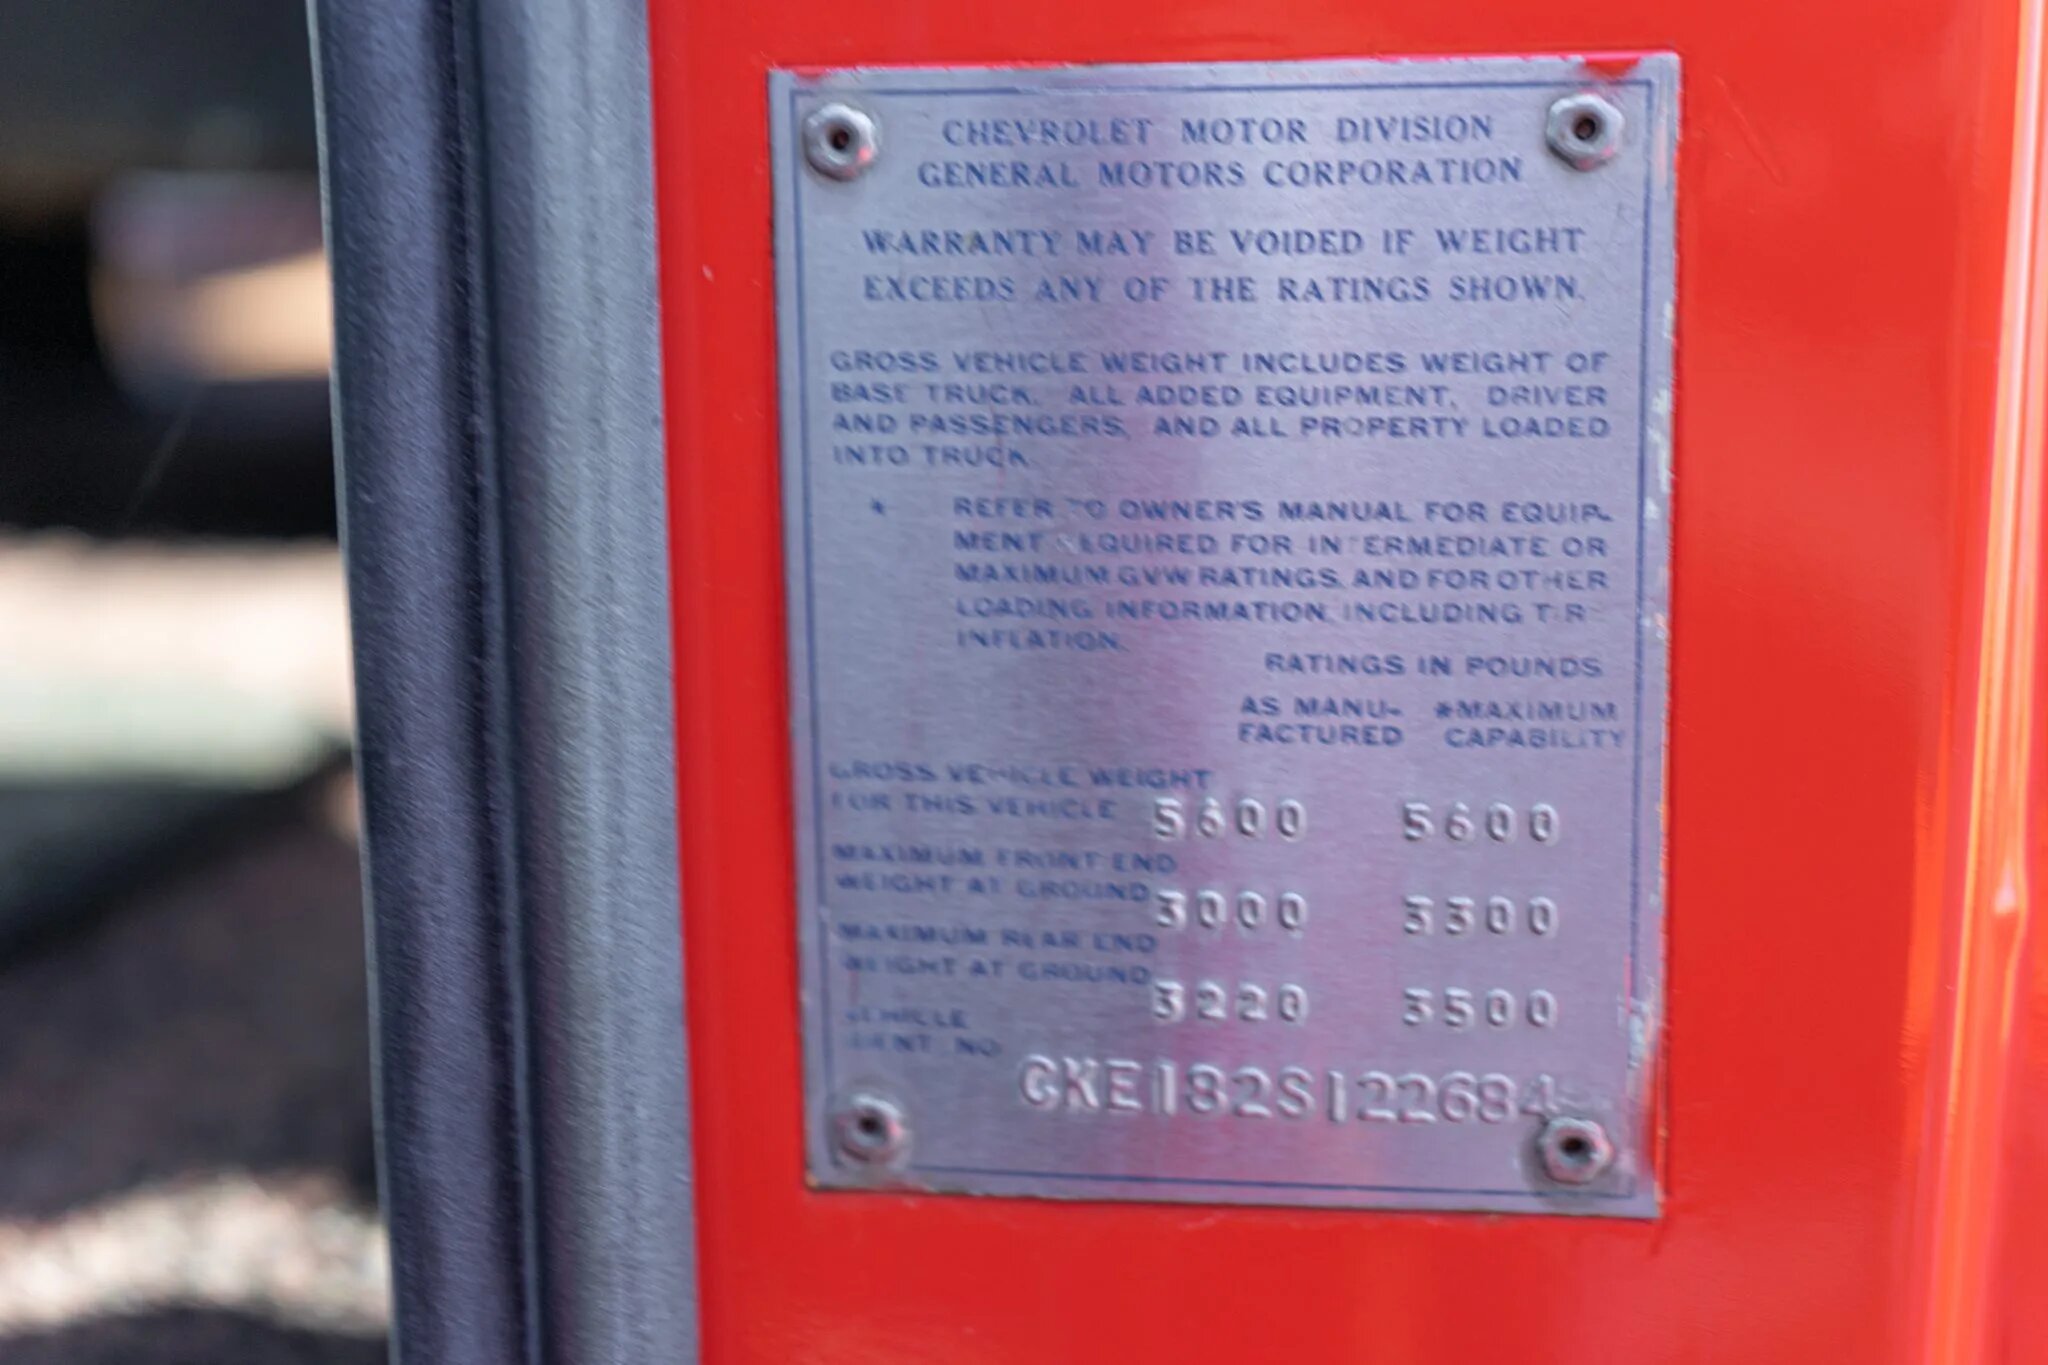 CHEVROLET MOTOR DIVISION
GENERAL MOTORS CORPORATION
WARRANTY MAY BE VOIDED IF WEIGHT
EXCEEDS ANY OF THE RATINGS SHOWN.
GROSS VEHICLE WEIGHT INCLUDES WEIGHT OF
BASE TRUCK, ALL ADDED EQUIPMENT, DRIVER
AND PASSENGERS, AND ALL PROPERTY LOADED
INTO TRUCK
* REFER TO OWNER'S MANUAL FOR EQUIP-
MENT REQUIRED FOR INTERMEDIATE OR
MAXIMUM GVW RATINGS, AND FOR OTHER
LOADING INFORMATION, INCLUDING TIRE
INFLATION.
RATINGS IN POUNDS
AS MANU- *MAXIMUM
FACTURED CAPABILITY
GROSS VEHICLE WEIGHT
FOR THIS VEHICLE 5600 5600
MAXIMUM FRONT END
WEIGHT AT GROUND 3000 3300
MAXIMUM REAR END
WEIGHT AT GROUND 3220 3500
VEHICLE
IDENT. NO. CKE182S122684